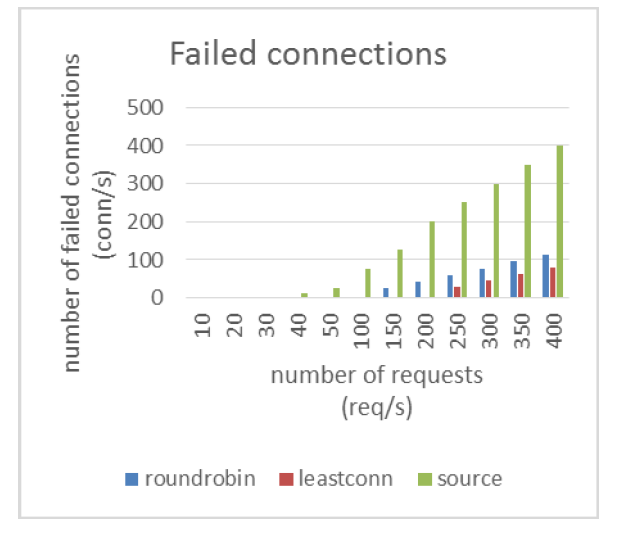 Failed connections
number of failed connections
(conn/s)
500
400
300
200
100
0
10
20
30
40
50
100
150
200
250
300
350
400
number of requests
(req/s)
roundrobin
leastconn
source